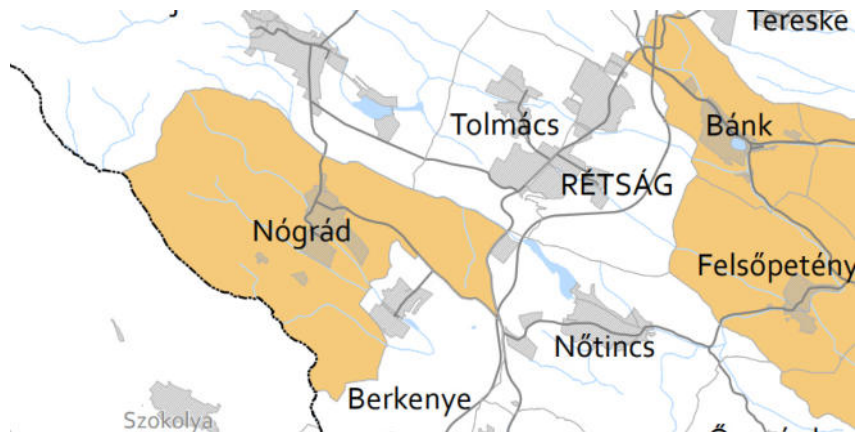 Tereske
Tolmács
Bánk
RÉTSÁG
Nógrád
Felsőpetény
Nőtincs
Berkenye
Szokolya